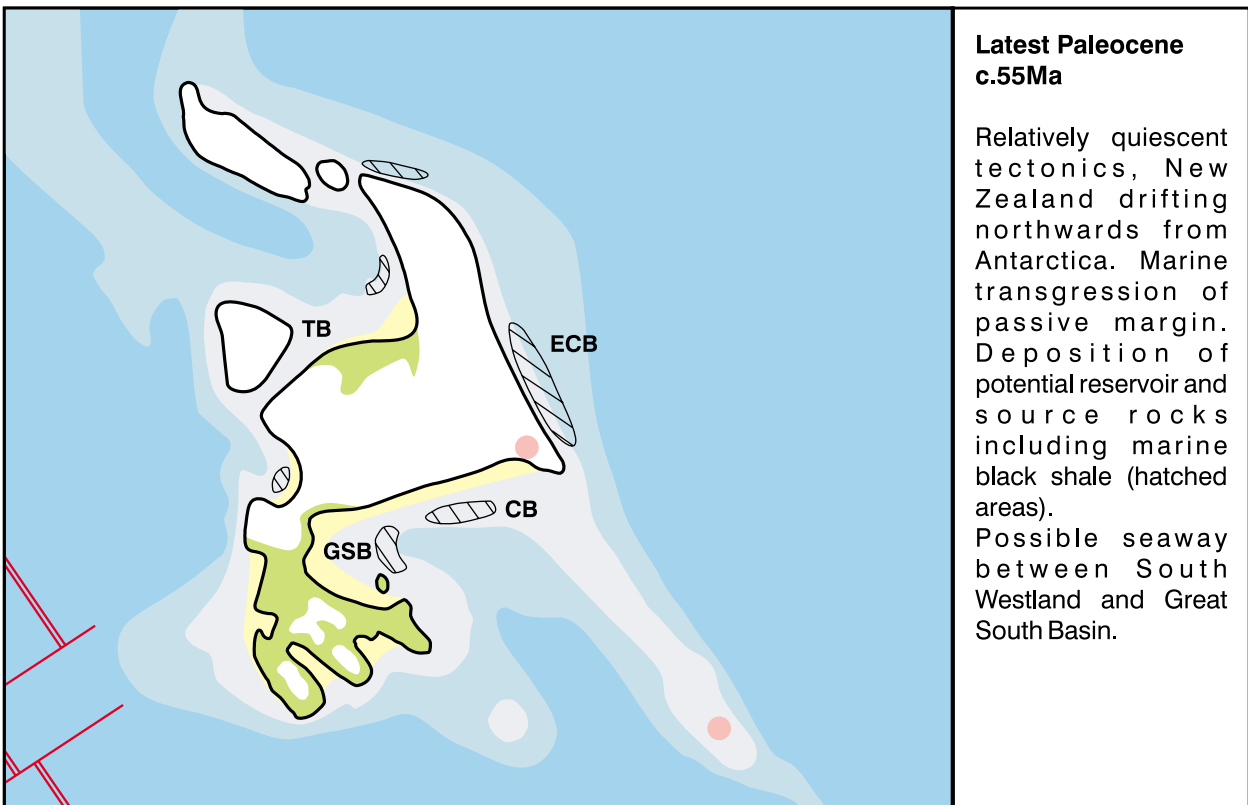 TB
ECB
CB
GSB
Latest Paleocene
c.55Ma
Relatively quiescent
tectonics, New
Zealand drifting
northwards from
Antarctica. Marine
transgression of
passive margin.
Deposition of
potential reservoir and
source rocks
including marine
black shale (hatched
areas).
Possible seaway
between South
Westland and Great
South Basin.